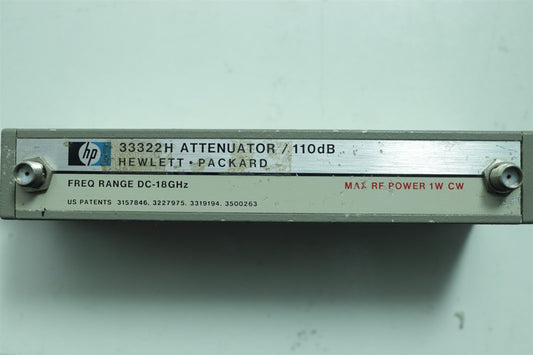 hp 33322H ATTENUATOR / 110dB
HEWLETT • PACKARD
FREQ RANGE DC-18GHz MAX RF POWER 1W CW
US PATENTS 3157846, 3227975, 3319194, 3500263